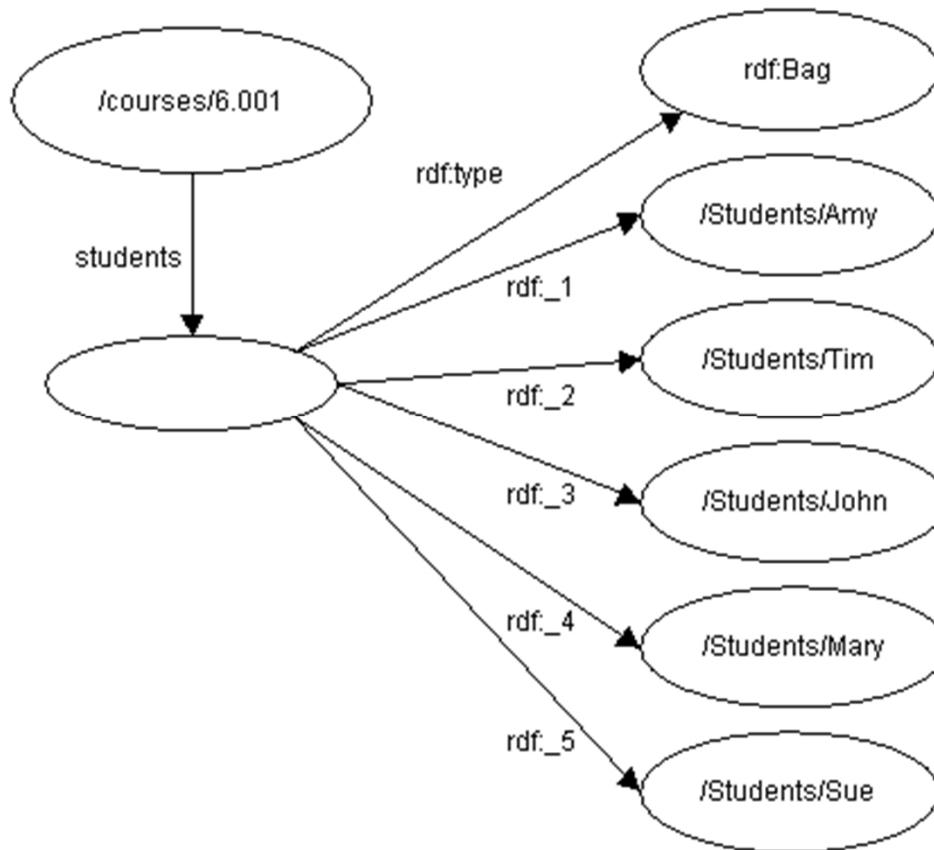 /courses/6.001
rdf:Bag
rdf:type
/Students/Amy
students
rdf:_1
/Students/Tim
rdf:_2
/Students/John
rdf:_3
/Students/Mary
rdf:_4
rdf:_5
/Students/Sue